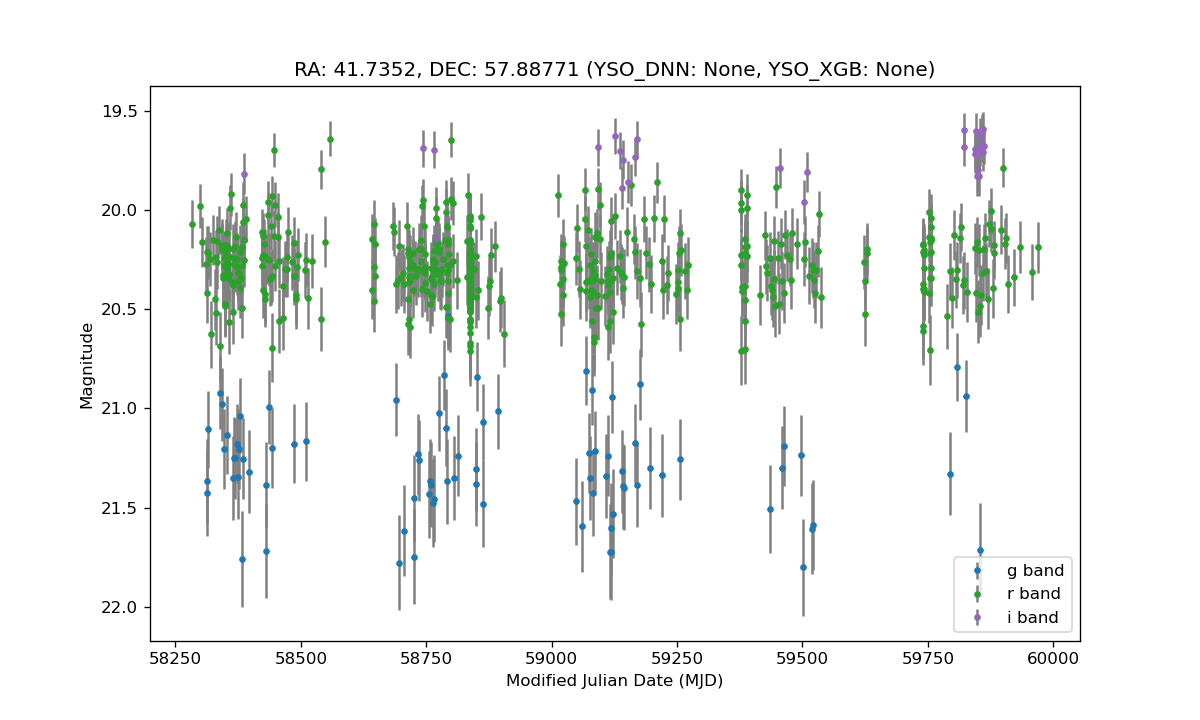 RA: 41.7352, DEC: 57.88771 (YSO_DNN: None, YSO_XGB: None)
19.5
20.0
20.5
21.0
21.5
22.0
Magnitude
g band
r band
i band
58250 58500 58750 59000 59250 59500 59750 60000
Modified Julian Date (MJD)